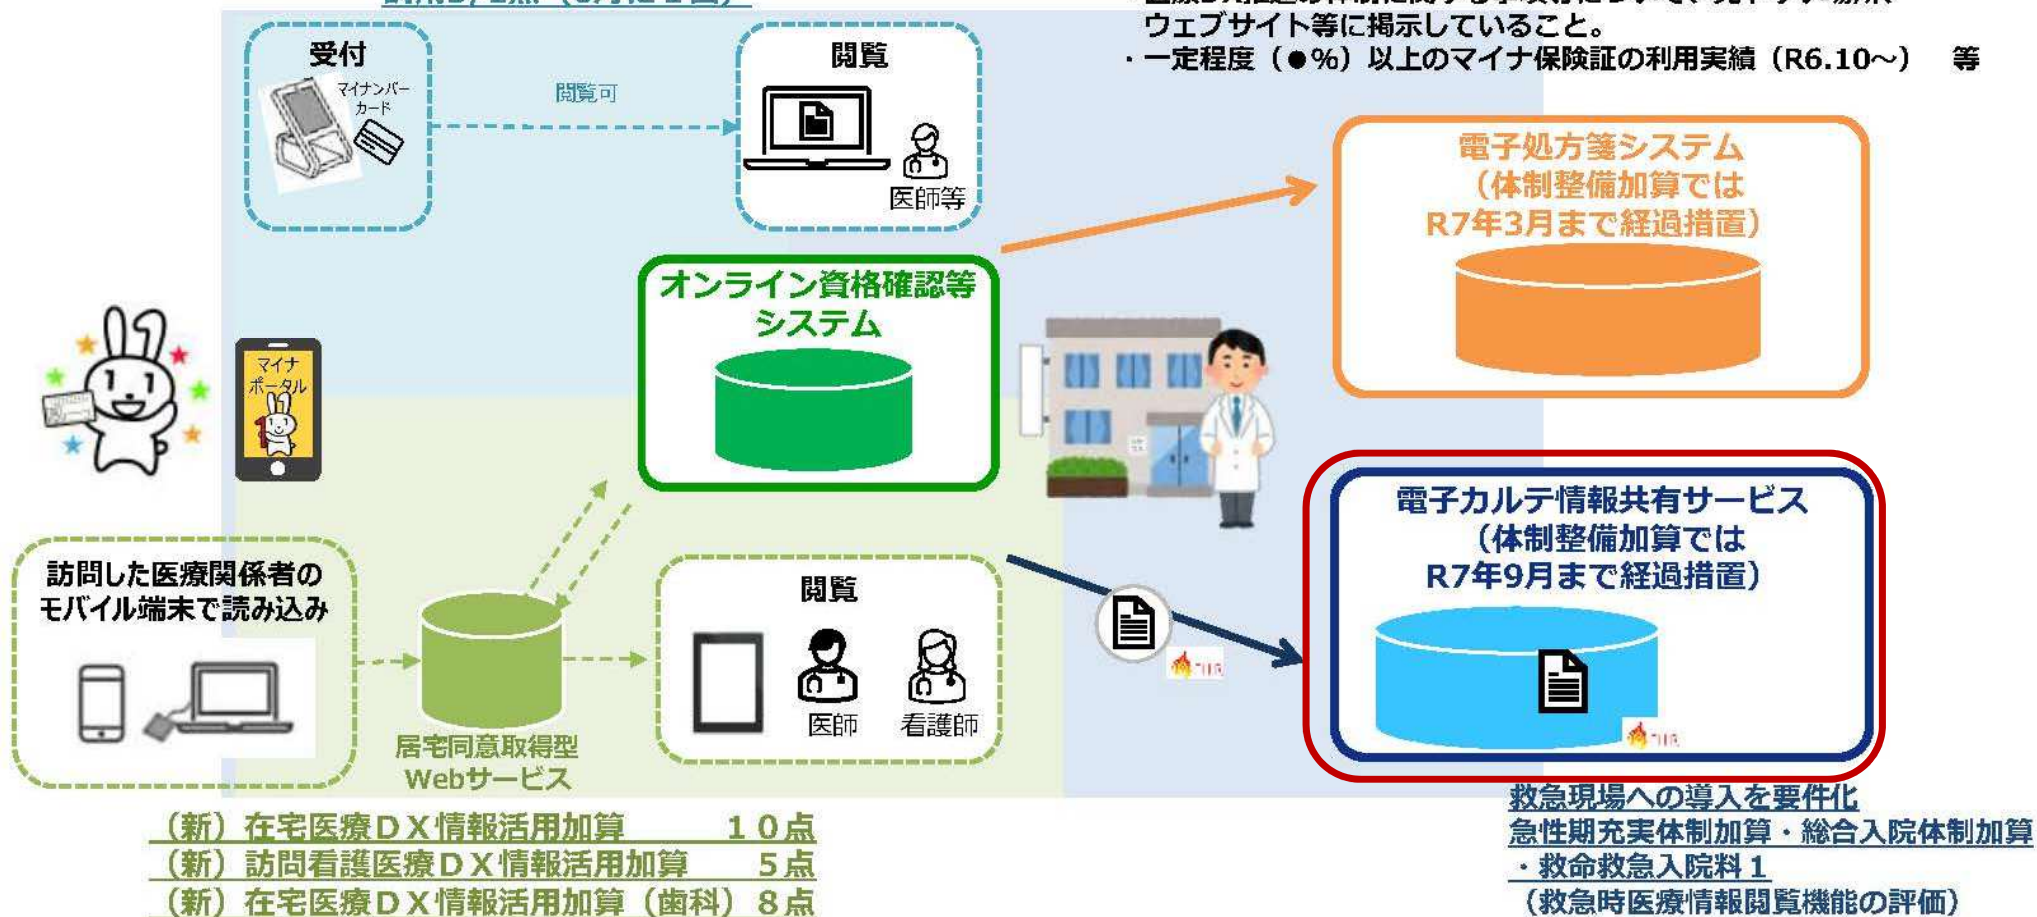 ウェブサイト等に掲示していること。
・一定程度（●％）以上のマイナ保険証の利用実績（R6.10～）　等
受付
マイナンバー
カード
閲覧可
閲覧
医師等
電子処方箋システム
（体制整備加算では
R7年3月まで経過措置）
オンライン資格確認等
システム
マイナ
ポータル
電子カルテ情報共有サービス
（体制整備加算では
R7年9月まで経過措置）
訪問した医療関係者の
モバイル端末で読み込み
居宅同意取得型
Webサービス
閲覧
医師
看護師
（新）在宅医療ＤＸ情報活用加算　１０点
（新）訪問看護医療ＤＸ情報活用加算　５点
（新）在宅医療ＤＸ情報活用加算（歯科）８点
救急現場への導入を要件化
急性期充実体制加算・総合入院体制加算
・救命救急入院料１
（救急時医療情報閲覧機能の評価）